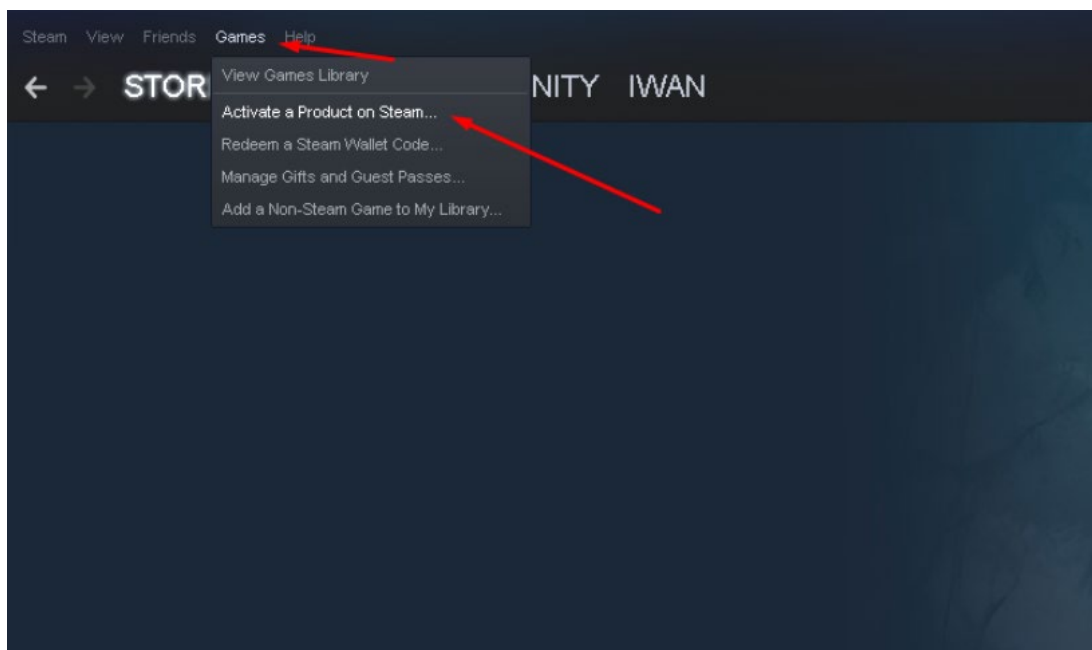 Steam View Friends Games Help
View Games Library
STOR NITY IWAN
Activate a Product on Steam...
Redeem a Steam Wallet Code...
Manage Gifts and Guest Passes...
Add a Non-Steam Game to My Library...